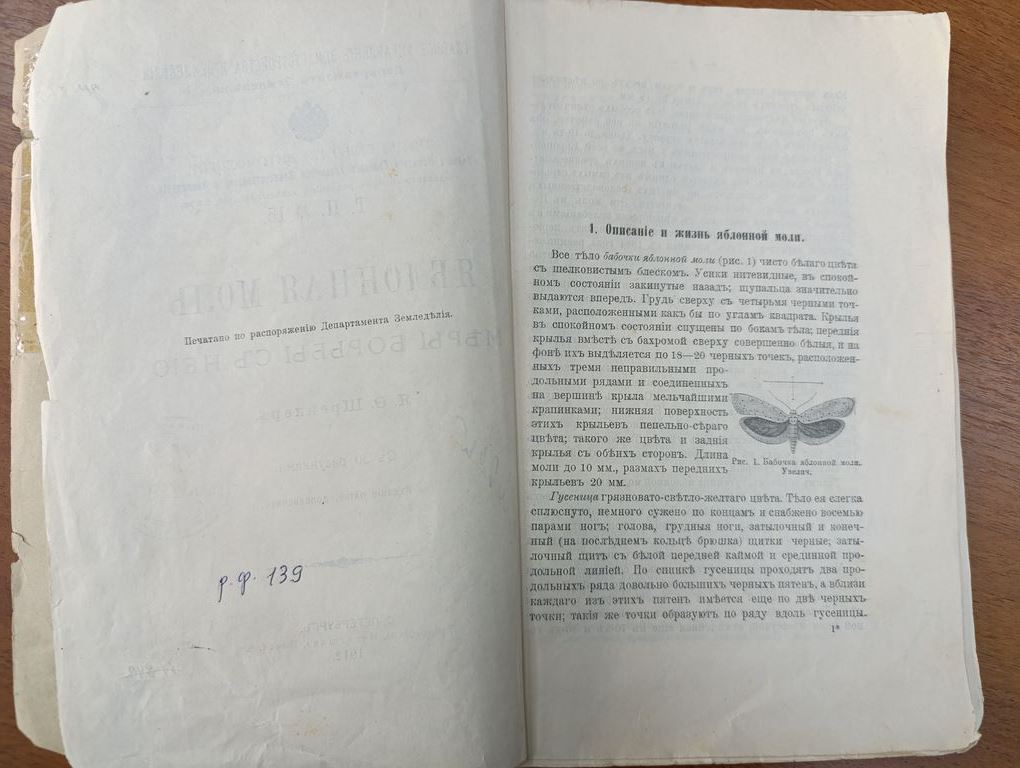 Печатано по распоряженію Департамента Земледѣлія.
р.ф. 139
1. Описаніе и жизнь яблонной моли.
Все тѣло бабочки яблонной моли (рис. 1) чисто бѣлаго цвѣта
съ шелковистымъ блескомъ. Усики нитевидные, въ спокой-
номъ состояніи закинутые назадъ; щупальца значительно
выдаются впередъ. Грудь сверху съ четырьмя черными точ-
ками, расположенными какъ бы по угламъ квадрата. Крылья
въ спокойномъ состояніи спущены по бокамъ тѣла; переднія
крылья вмѣстѣ съ бахромой сверху совершенно бѣлыя, и на
фонѣ ихъ выдѣляется по 18—20 черныхъ точекъ, расположен-
ныхъ тремя неправильными про-
дольными рядами и соединенныхъ
на вершинѣ крыла мельчайшими
крапинками; нижняя поверхность
этихъ крыльевъ пепельно-сѣраго
цвѣта; такого же цвѣта и заднія
крылья съ обѣихъ сторонъ. Длина
моли до 10 мм., размахъ переднихъ
крыльевъ 20 мм.
Рис. 1. Бабочка яблонной моли.
Увелич.
Гусеница грязновато-свѣтло-желтаго цвѣта. Тѣло ея слегка
сплюснуто, немного сужено по концамъ и снабжено восемью
парами ногъ; голова, грудныя ноги, затылочный и конеч-
ный (на послѣднемъ кольцѣ брюшка) щитки черные; заты-
лочный щитъ съ бѣлой передней каймой и срединной про-
дольной линіей. По спинкѣ гусеницы проходятъ два про-
дольныхъ ряда довольно большихъ черныхъ пятенъ, а вблизи
каждаго изъ этихъ пятенъ имѣется еще по двѣ черныхъ
точки; такія же точки образуютъ по ряду вдоль гусеницы.
1*